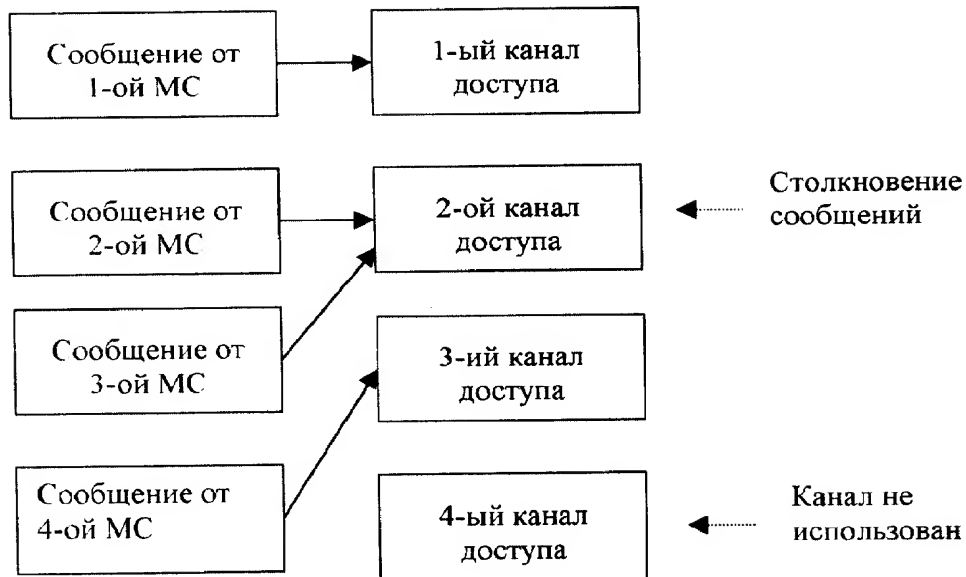 Сообщение от
1-ой МС
1-ый канал
доступа
Сообщение от
2-ой МС
2-ой канал
доступа
Столкновение
сообщений
Сообщение от
3-ой МС
3-ий канал
доступа
Сообщение от
4-ой МС
4-ый канал
доступа
Канал не
использован